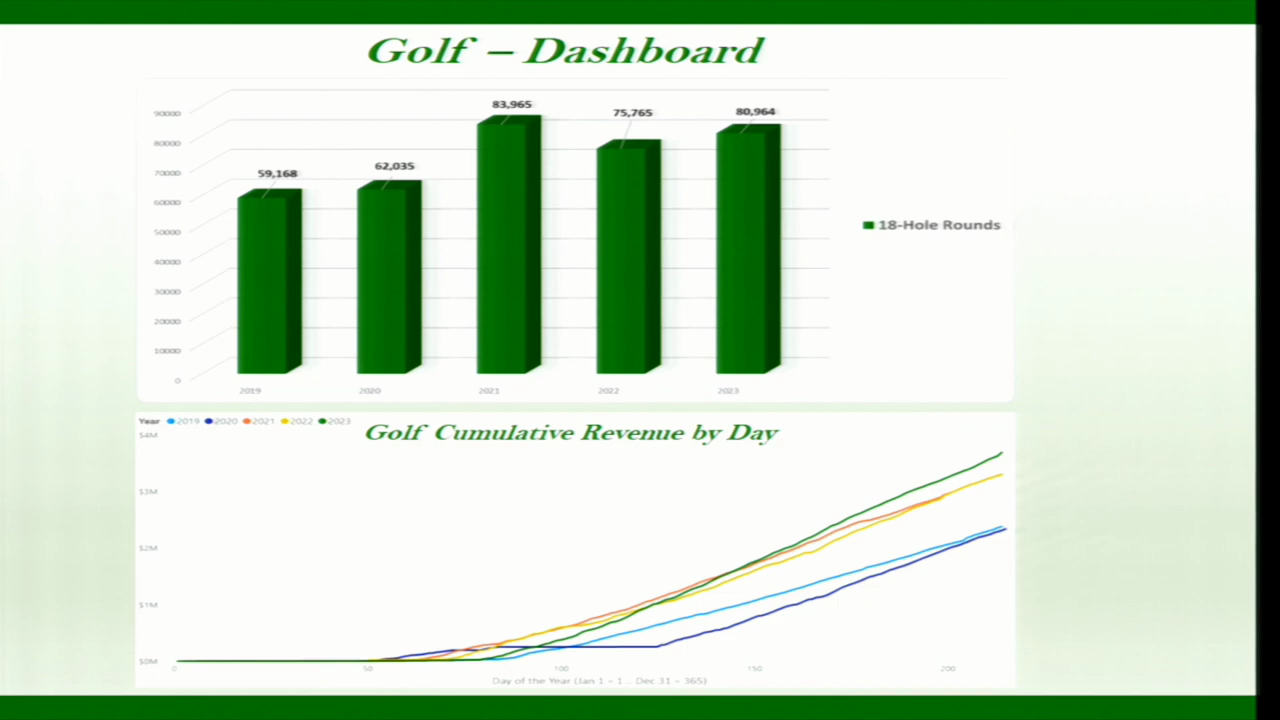 Golf – Dashboard
90000
80000
70000
60000
50000
40000
30000
20000
10000
0
59,168
62,035
83,965
75,765
80,964
2019
2020
2021
2022
2023
18-Hole Rounds
Year 2019 2020 2021 2022 2023
Golf Cumulative Revenue by Day
$4M
$3M
$2M
$1M
$0M
0 50 100 150 200
Day of the Year (Jan 1 - 1... Dec 31 - 365)